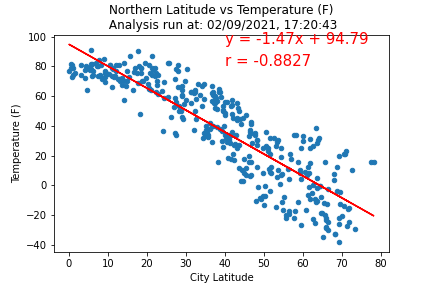 Northern Latitude vs Temperature (F)
Analysis run at: 02/09/2021, 17:20:43
y = -1.47x + 94.79
r = -0.8827
100
80
60
40
20
0
−20
−40
Temperature (F)
0 10 20 30 40 50 60 70 80
City Latitude